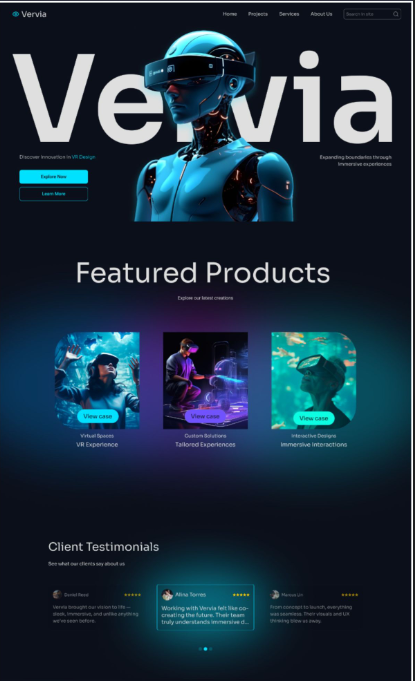 Vervia
Home Projects Services About Us Search in site
Vervia
Discover innovation in VR Design
Expanding boundaries through
immersive experiences
Explore Now
Learn More
Featured Products
Explore our latest creations
View case
View case
View case
Virtual Spaces
VR Experience
Custom Solutions
Tailored Experiences
Interactive Designs
Immersive Interactions
Client Testimonials
See what our clients say about us
Vervia brought our vision to life —
sleek, immersive, and unlike anything
we've seen before.
Alina Torres
Working with Vervia felt like co-
creating the future. Their team
truly understands immersive d...
Marcus Lin
From concept to launch, everything
was seamless. Their visuals and UX
thinking blew us away.